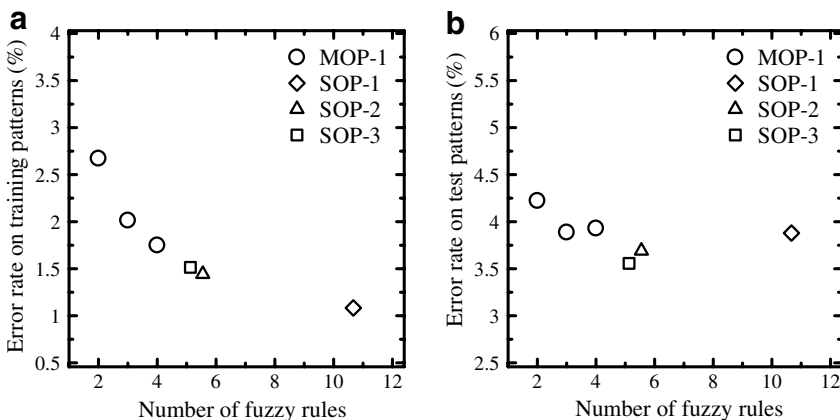 a
4
3.5
3
2.5
2
1.5
1
0.5
2 4 6 8 10 12
Error rate on training patterns (%)
Number of fuzzy rules
MOP-1
SOP-1
SOP-2
SOP-3
b
6
5.5
5
4.5
4
3.5
3
2.5
2 4 6 8 10 12
Error rate on test patterns (%)
Number of fuzzy rules
MOP-1
SOP-1
SOP-2
SOP-3